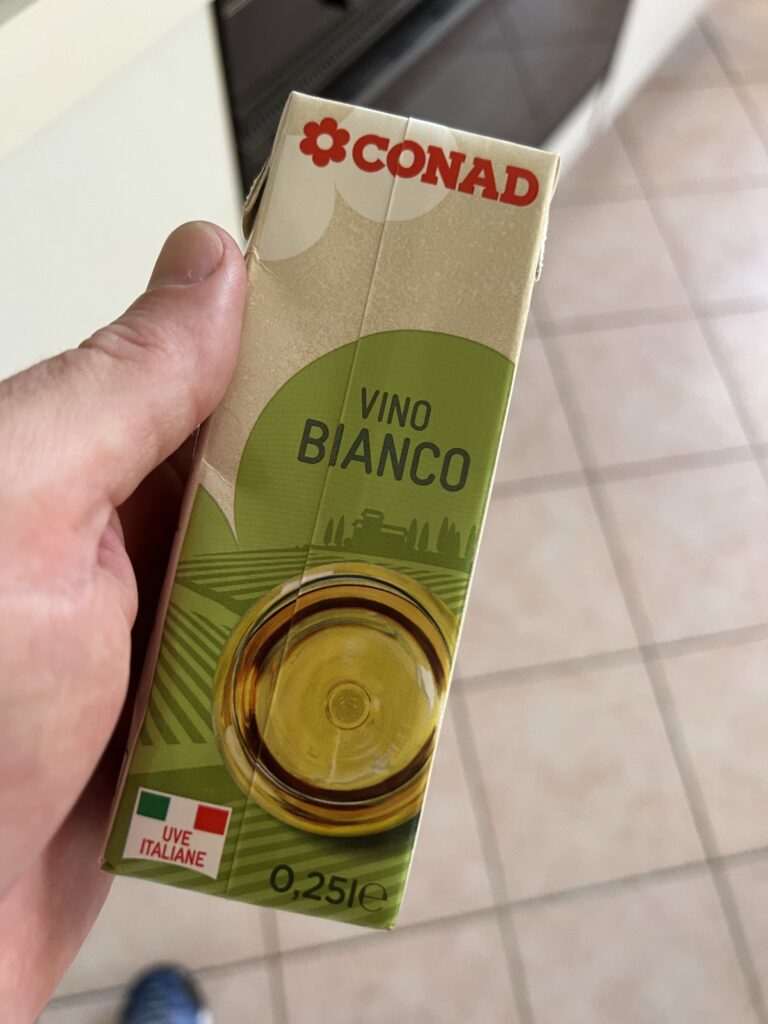 CONAD
VINO
BIANCO
UVE
ITALIANE
0,25l℮